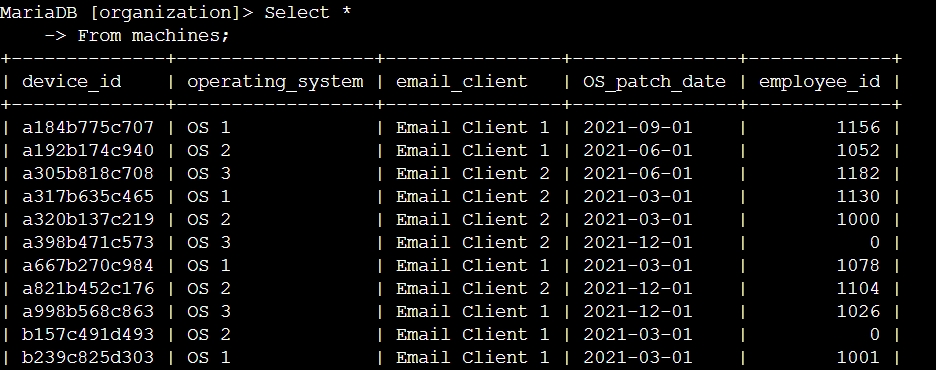 MariaDB [organization]> Select *
    -> From machines;
+--------------+------------------+----------------+---------------+-------------+
| device_id    | operating_system | email_client   | OS_patch_date | employee_id |
+--------------+------------------+----------------+---------------+-------------+
| a184b775c707 | OS 1             | Email Client 1 | 2021-09-01    |        1156 |
| a192b174c940 | OS 2             | Email Client 1 | 2021-06-01    |        1052 |
| a305b818c708 | OS 3             | Email Client 2 | 2021-06-01    |        1182 |
| a317b635c465 | OS 1             | Email Client 2 | 2021-03-01    |        1130 |
| a320b137c219 | OS 2             | Email Client 2 | 2021-03-01    |        1000 |
| a398b471c573 | OS 3             | Email Client 2 | 2021-12-01    |           0 |
| a667b270c984 | OS 1             | Email Client 1 | 2021-03-01    |        1078 |
| a821b452c176 | OS 2             | Email Client 2 | 2021-12-01    |        1104 |
| a998b568c863 | OS 3             | Email Client 1 | 2021-12-01    |        1026 |
| b157c491d493 | OS 2             | Email Client 1 | 2021-03-01    |           0 |
| b239c825d303 | OS 1             | Email Client 1 | 2021-03-01    |        1001 |